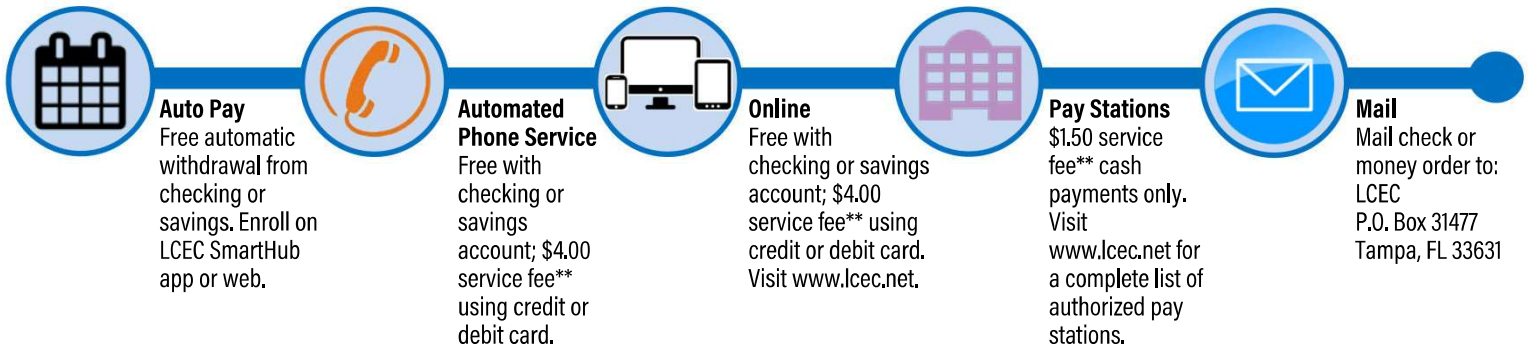 Auto Pay
Free automatic
withdrawal from
checking or
savings. Enroll on
LCEC SmartHub
app or web.
Automated
Phone Service
Free with
checking or
savings
account; $4.00
service fee**
using credit or
debit card.
Online
Free with
checking or savings
account; $4.00
service fee** using
credit or debit card.
Visit www.lcec.net.
Pay Stations
$1.50 service
fee** cash
payments only.
Visit
www.lcec.net for
a complete list of
authorized pay
stations.
Mail
Mail check or
money order to:
LCEC
P.O. Box 31477
Tampa, FL 33631